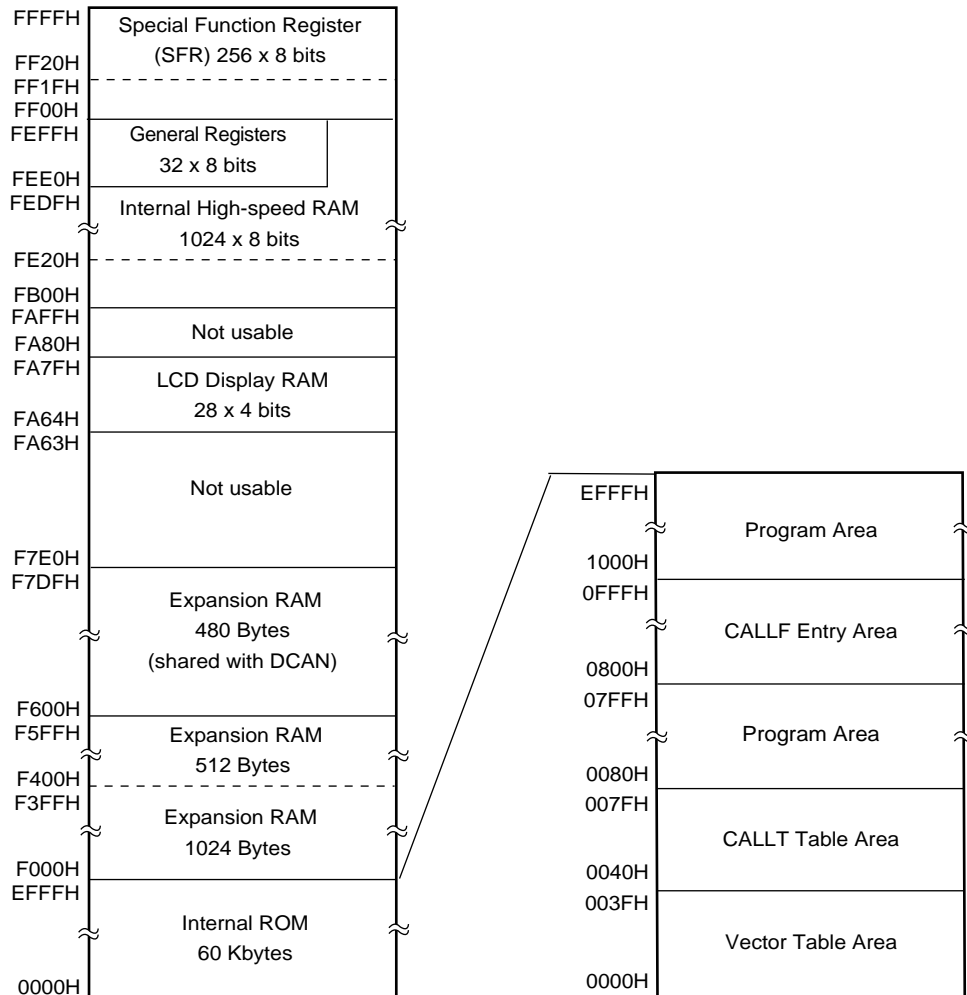 FFFFH
Special Function Register
(SFR) 256 x 8 bits
FF20H
FF1FH
FF00H
FEFFH
General Registers
32 x 8 bits
FEE0H
FEDFH
Internal High-speed RAM
1024 x 8 bits
FE20H
FB00H
FAFFH
Not usable
FA80H
FA7FH
LCD Display RAM
28 x 4 bits
FA64H
FA63H
Not usable
F7E0H
F7DFH
Expansion RAM
480 Bytes
(shared with DCAN)
F600H
F5FFH
Expansion RAM
512 Bytes
F400H
F3FFH
Expansion RAM
1024 Bytes
F000H
EFFFH
Internal ROM
60 Kbytes
0000H
EFFFH
Program Area
1000H
0FFFH
CALLF Entry Area
0800H
07FFH
Program Area
0080H
007FH
CALLT Table Area
0040H
003FH
Vector Table Area
0000H